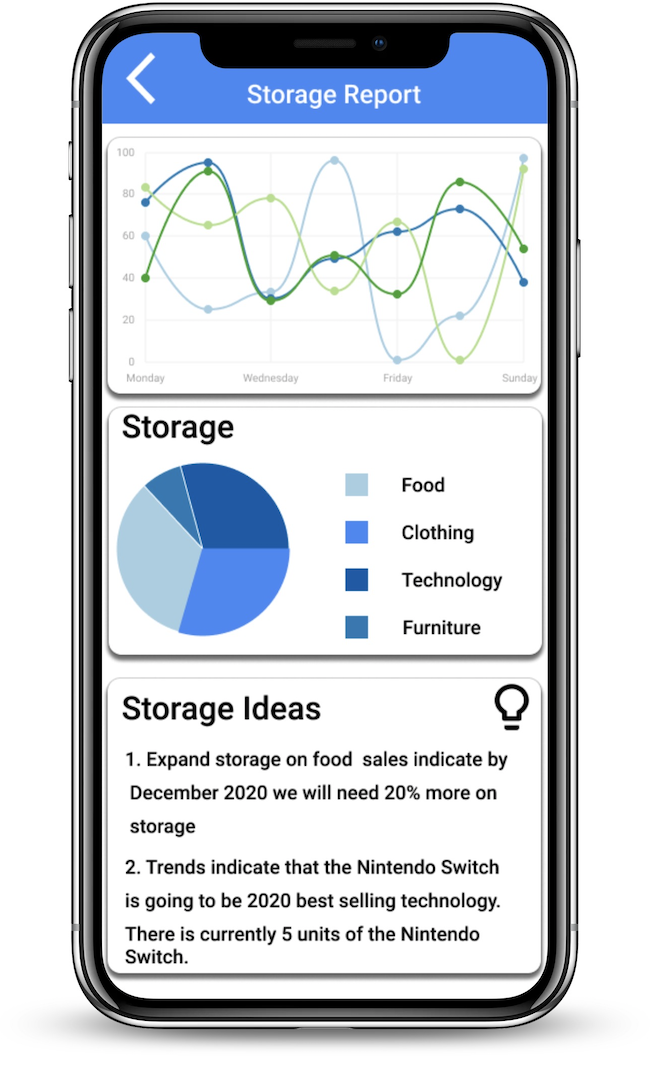 Storage Report
100
80
60
40
20
0
Monday Wednesday Friday Sunday
Storage
Food
Clothing
Technology
Furniture
Storage Ideas
1. Expand storage on food sales indicate by
December 2020 we will need 20% more on
storage
2. Trends indicate that the Nintendo Switch
is going to be 2020 best selling technology.
There is currently 5 units of the Nintendo
Switch.